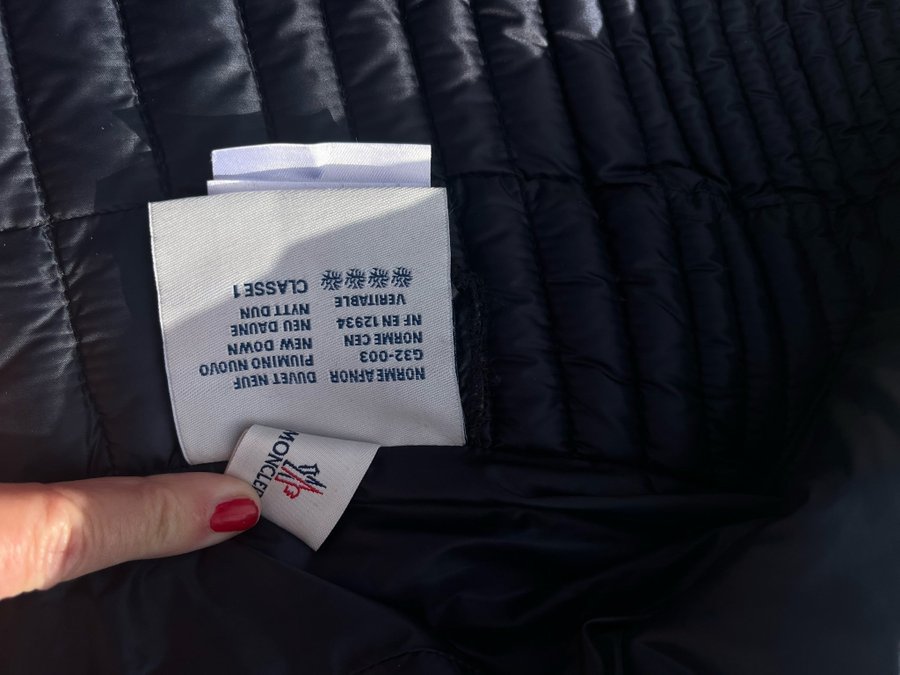 NORME AFNOR
G32-003
NORME CEN
NF EN 12934
VERITABLE
DUVET NEUF
PIUMINO NUOVO
NEW DOWN
NEU DAUNE
NYTT DUN
CLASSE 1
MONCLER